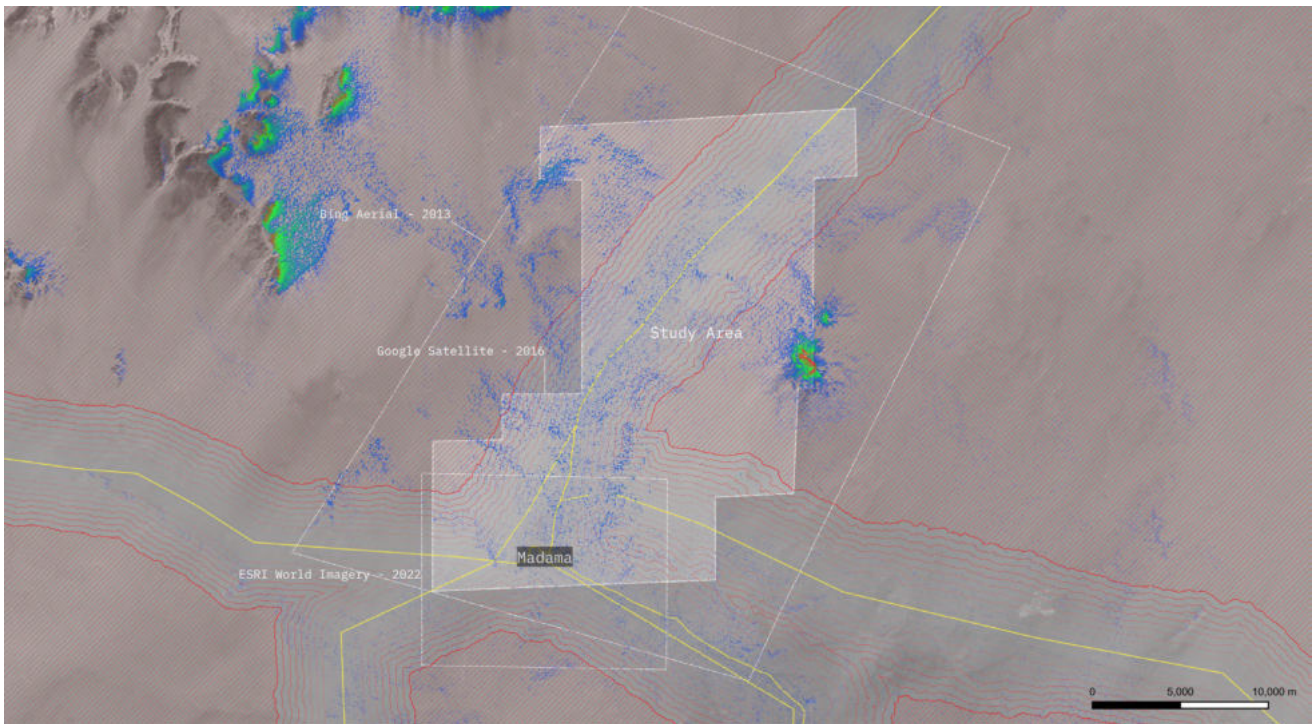 Bing Aerial - 2013
Study Area
Google Satellite - 2016
Madama
ESRI World Imagery - 2022
0 5,000 10,000 m